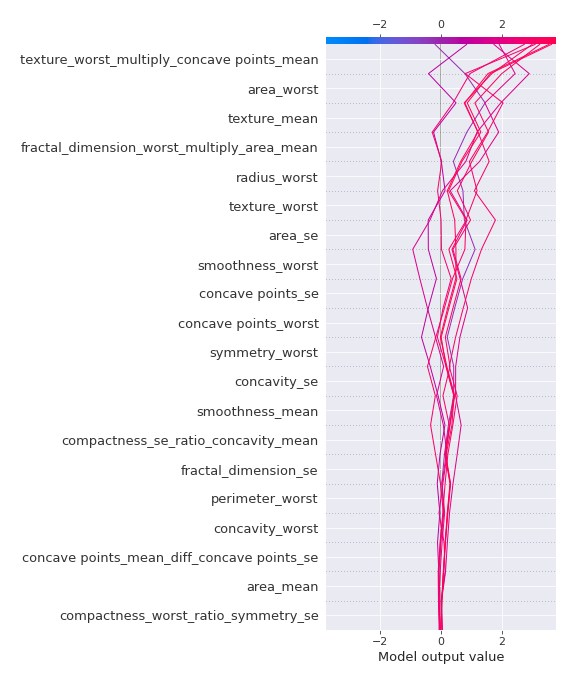 −2 0 2
texture_worst_multiply_concave points_mean
area_worst
texture_mean
fractal_dimension_worst_multiply_area_mean
radius_worst
texture_worst
area_se
smoothness_worst
concave points_se
concave points_worst
symmetry_worst
concavity_se
smoothness_mean
compactness_se_ratio_concavity_mean
fractal_dimension_se
perimeter_worst
concavity_worst
concave points_mean_diff_concave points_se
area_mean
compactness_worst_ratio_symmetry_se
−2 0 2
Model output value